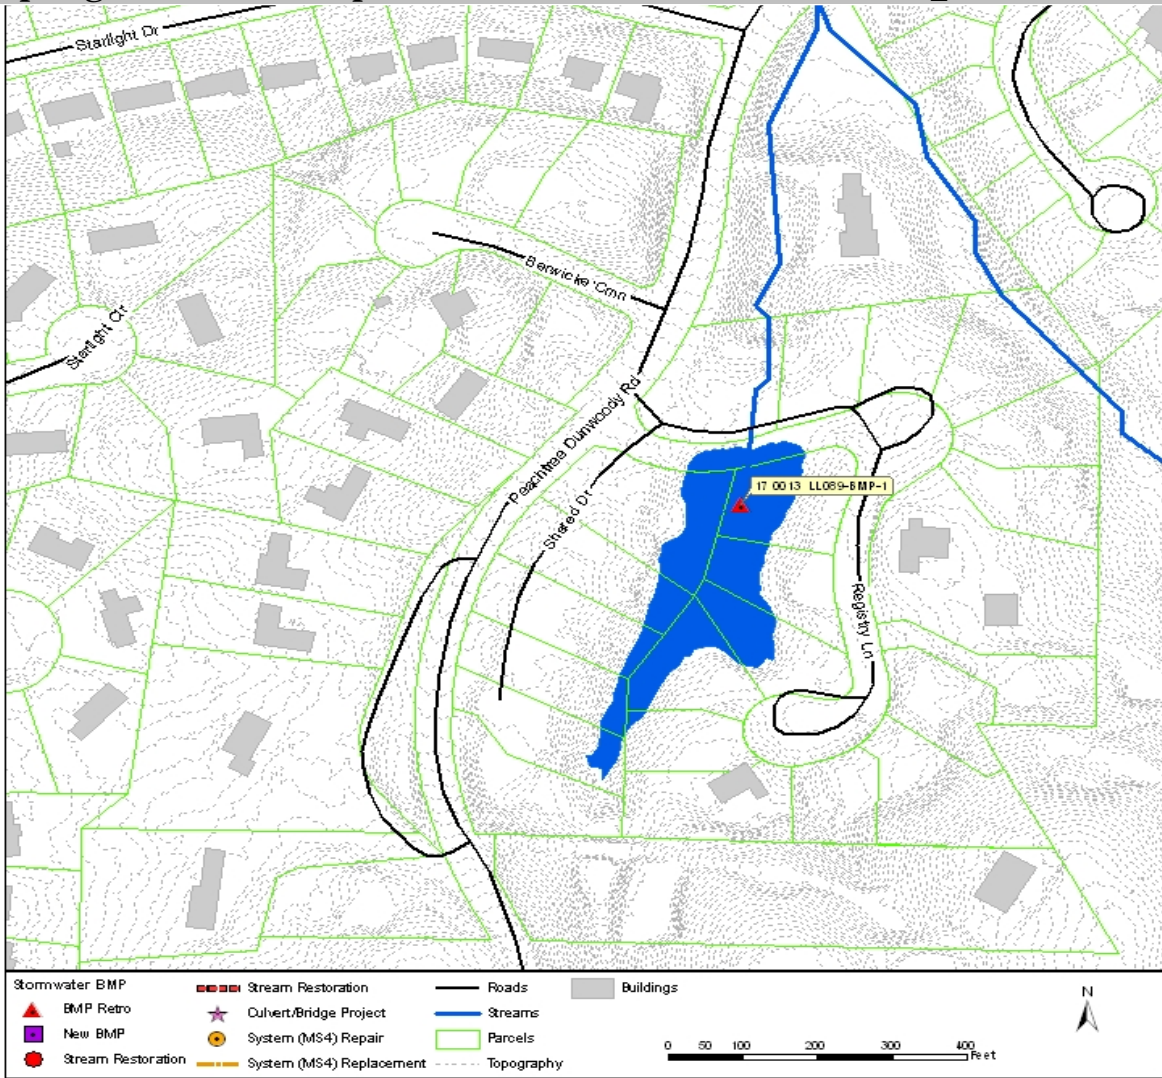 Starlight Dr
Berwicke Cmn
Starlight Cir
Peachtree Dunwoody Rd
17 0013 LL089-BMP-1
Shared Dr
Registry Ln
Stormwater BMP
BMP Retro
New BMP
Stream Restoration
Stream Restoration
Culvert/Bridge Project
System (MS4) Repair
System (MS4) Replacement
Roads
Streams
Parcels
Topography
Buildings
N
0 50 100 200 300 400
Feet